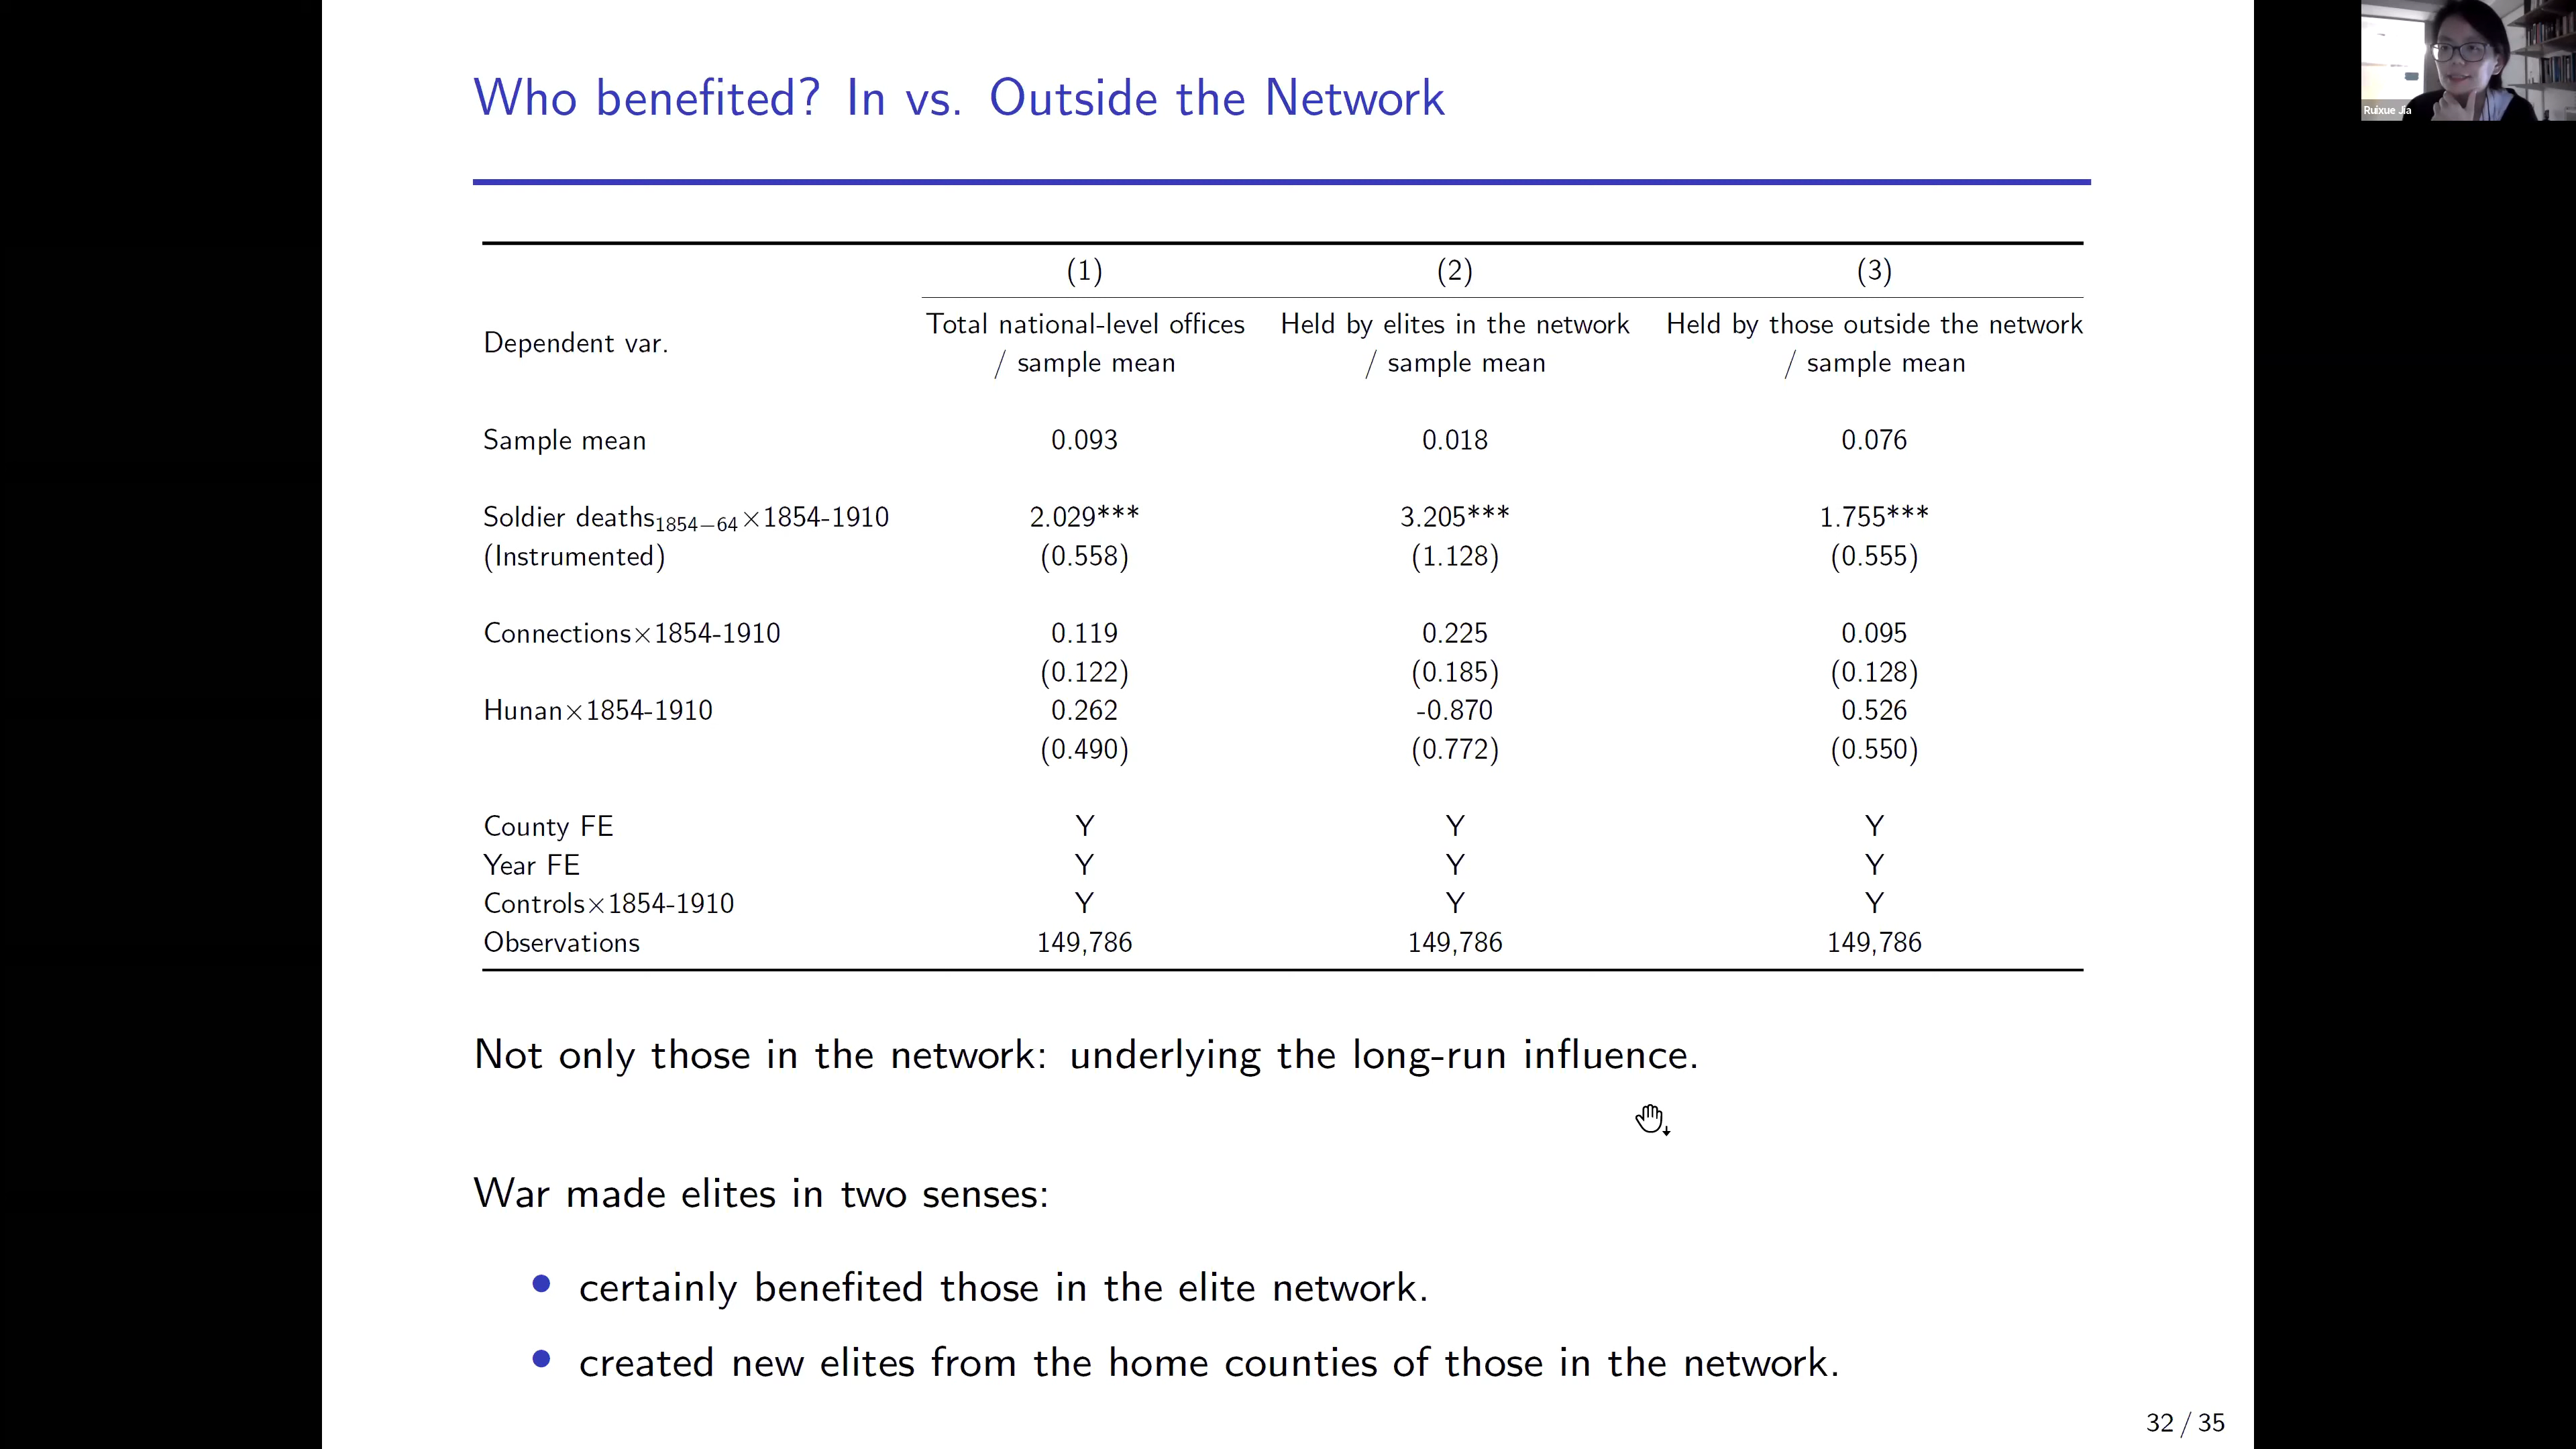 Who benefited? In vs. Outside the Network
Ruixue Jia
(1) (2) (3)
Dependent var. Total national-level offices Held by elites in the network Held by those outside the network
/ sample mean / sample mean / sample mean
Sample mean 0.093 0.018 0.076
Soldier deaths1854−64×1854-1910 2.029*** 3.205*** 1.755***
(Instrumented) (0.558) (1.128) (0.555)
Connections×1854-1910 0.119 0.225 0.095
(0.122) (0.185) (0.128)
Hunan×1854-1910 0.262 -0.870 0.526
(0.490) (0.772) (0.550)
County FE Y Y Y
Year FE Y Y Y
Controls×1854-1910 Y Y Y
Observations 149,786 149,786 149,786
Not only those in the network: underlying the long-run influence.
War made elites in two senses:
• certainly benefited those in the elite network.
• created new elites from the home counties of those in the network.
32 / 35